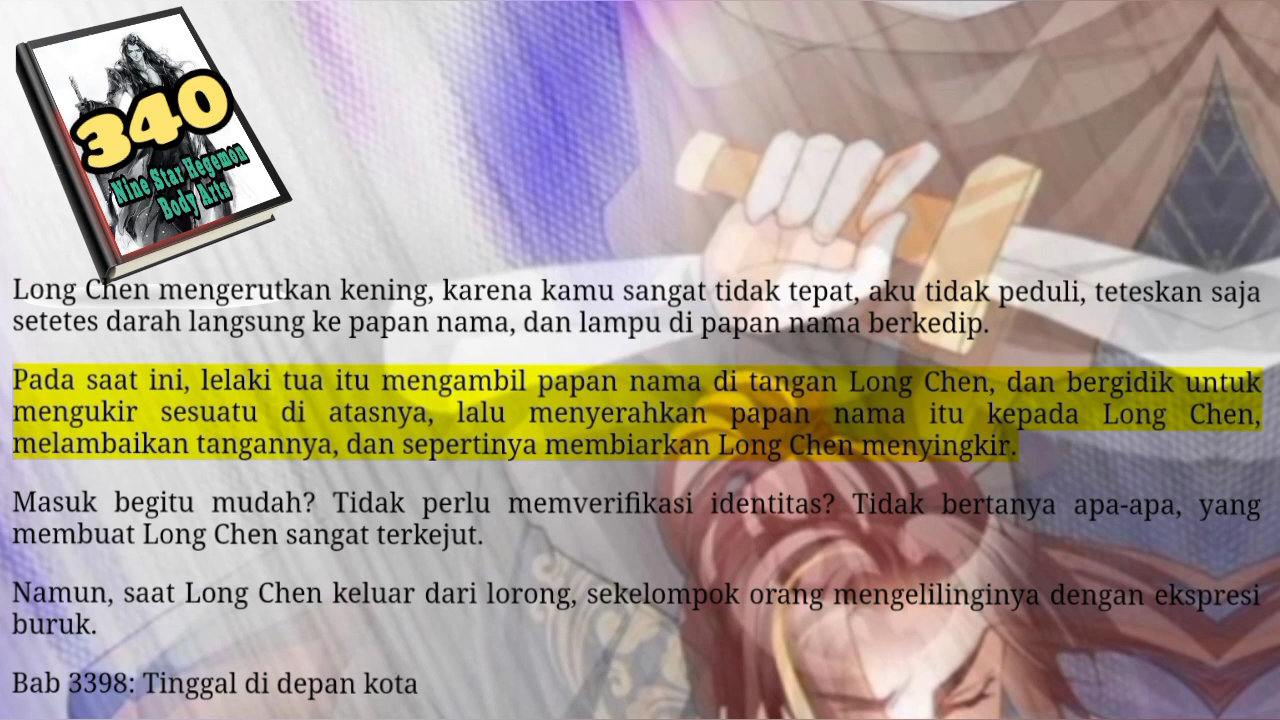 340
Nine Star Hegemon
Body Arts
Long Chen mengerutkan kening, karena kamu sangat tidak tepat, aku tidak peduli, teteskan saja
setetes darah langsung ke papan nama, dan lampu di papan nama berkedip.
Pada saat ini, lelaki tua itu mengambil papan nama di tangan Long Chen, dan bergidik untuk
mengukir sesuatu di atasnya, lalu menyerahkan papan nama itu kepada Long Chen,
melambaikan tangannya, dan sepertinya membiarkan Long Chen menyingkir.
Masuk begitu mudah? Tidak perlu memverifikasi identitas? Tidak bertanya apa-apa, yang
membuat Long Chen sangat terkejut.
Namun, saat Long Chen keluar dari lorong, sekelompok orang mengelilinginya dengan ekspresi
buruk.
Bab 3398: Tinggal di depan kota